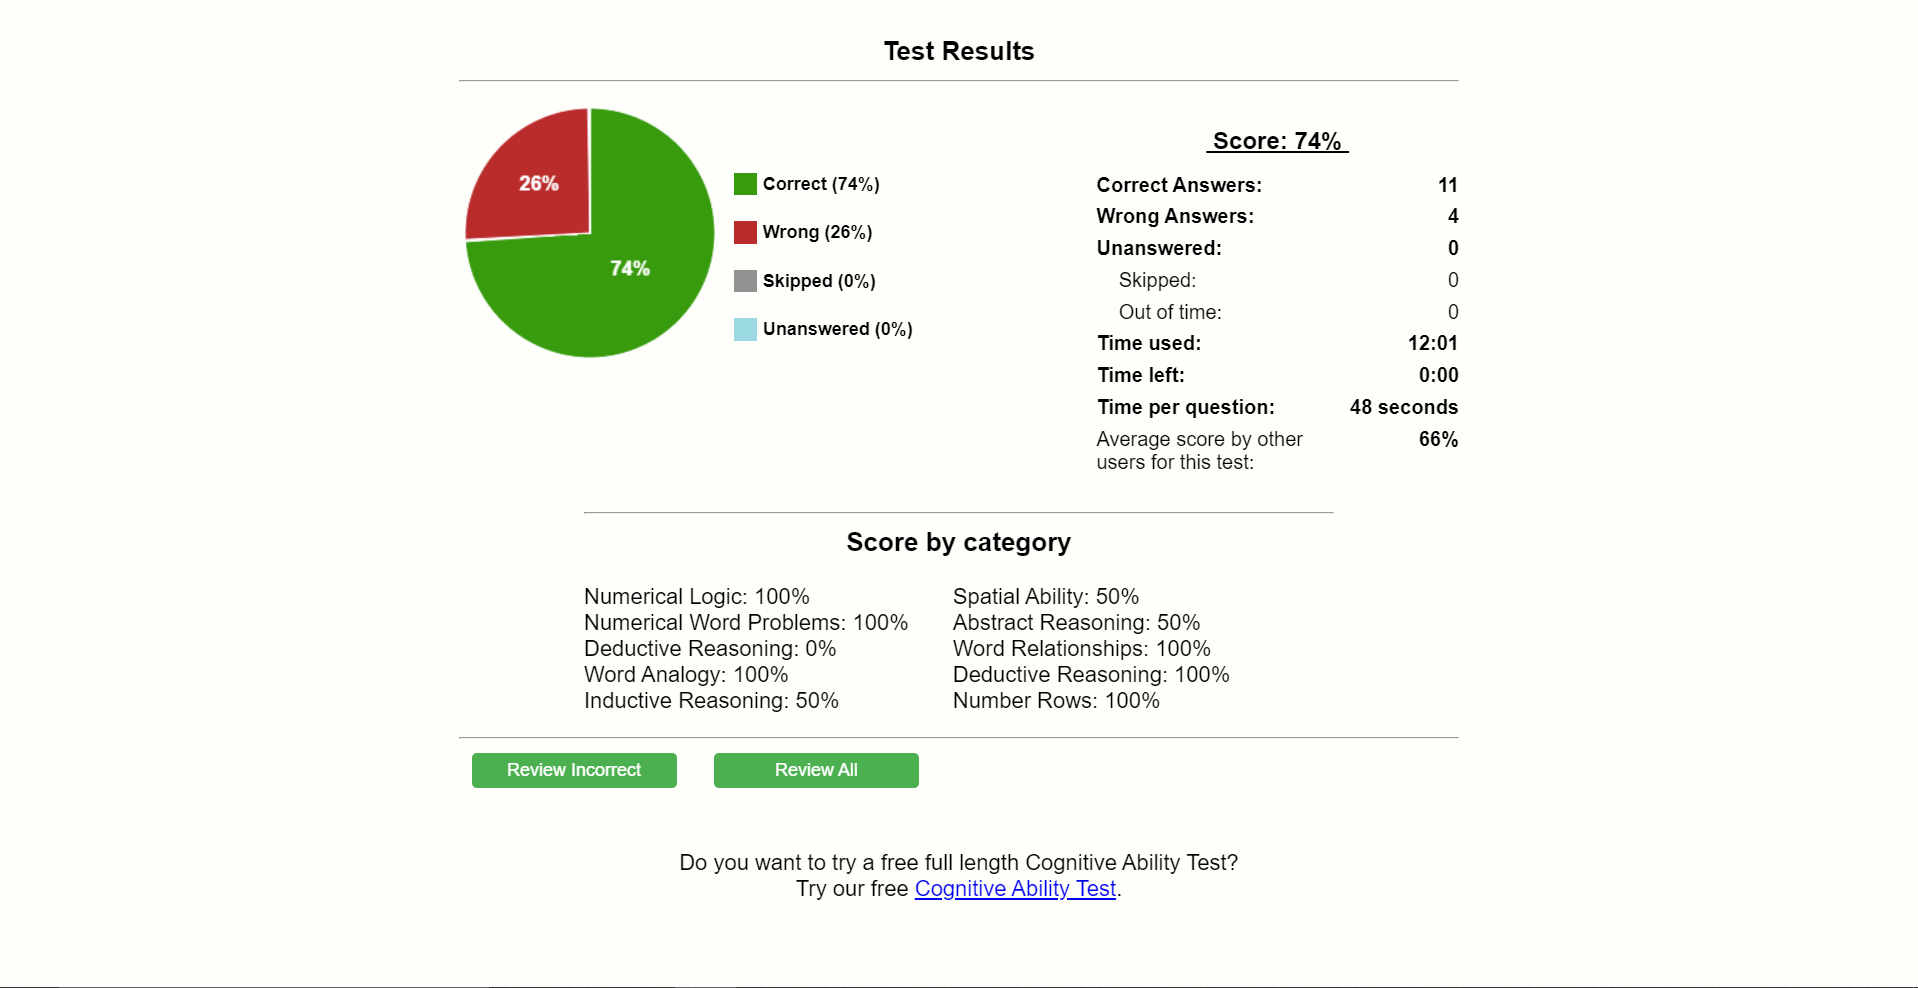 Test Results
26%
74%
Correct (74%)
Wrong (26%)
Skipped (0%)
Unanswered (0%)
Score: 74%
Correct Answers: 11
Wrong Answers: 4
Unanswered: 0
Skipped: 0
Out of time: 0
Time used: 12:01
Time left: 0:00
Time per question: 48 seconds
Average score by other 66%
users for this test:
Score by category
Numerical Logic: 100%
Numerical Word Problems: 100%
Deductive Reasoning: 0%
Word Analogy: 100%
Inductive Reasoning: 50%
Spatial Ability: 50%
Abstract Reasoning: 50%
Word Relationships: 100%
Deductive Reasoning: 100%
Number Rows: 100%
Review Incorrect
Review All
Do you want to try a free full length Cognitive Ability Test?
Try our free Cognitive Ability Test.